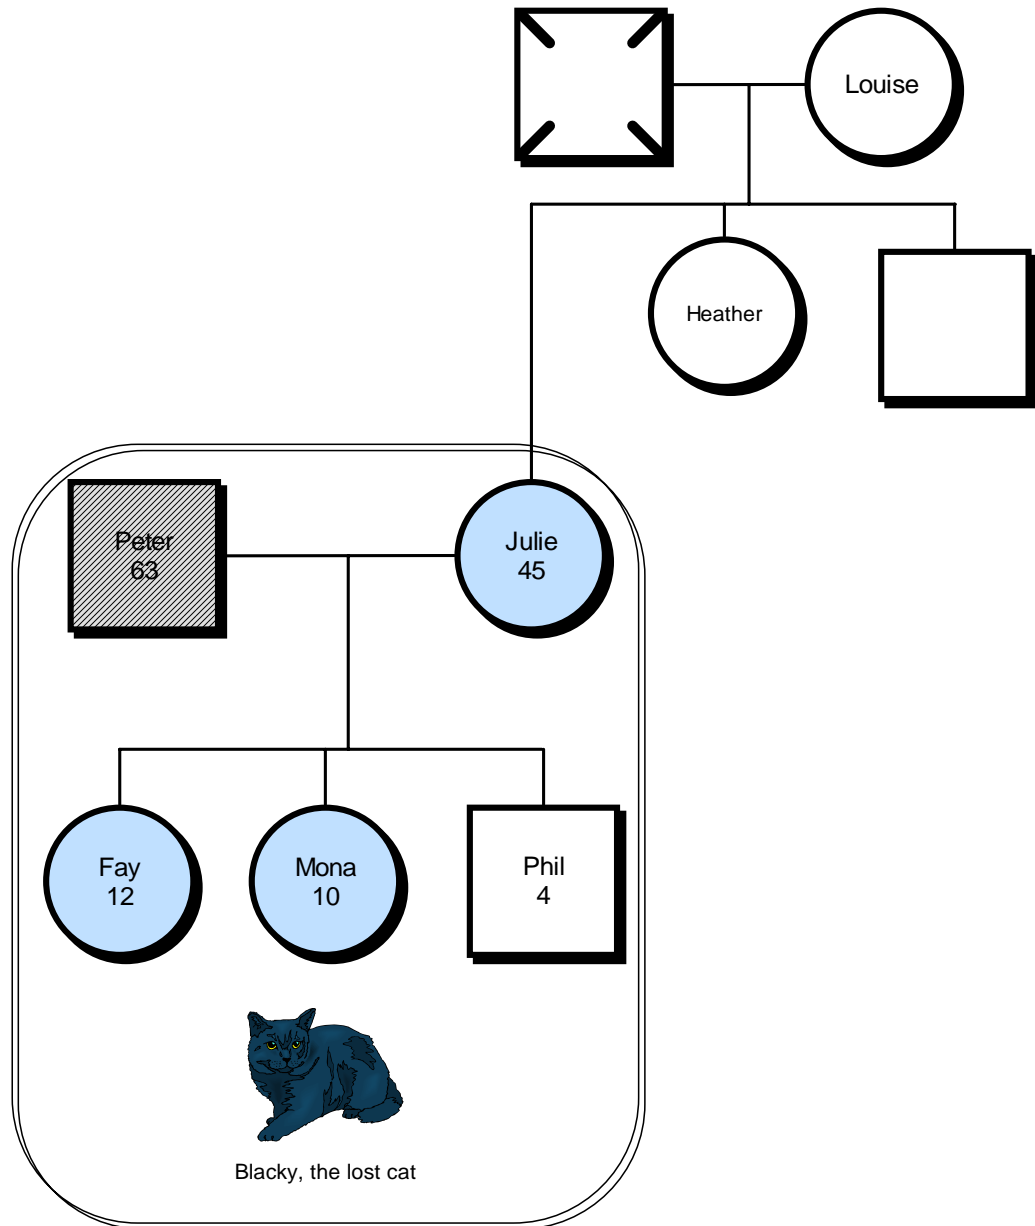 Louise
Heather
Peter
63
Julie
45
Fay
12
Mona
10
Phil
4
Blacky, the lost cat